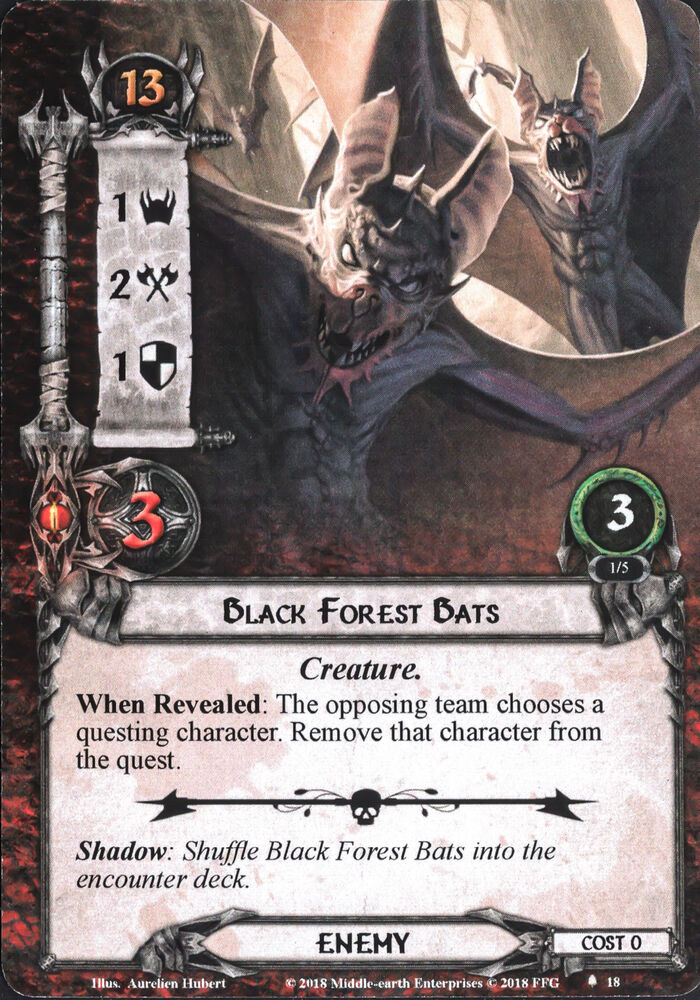 13
1
2
1
3
3
1/5
Black Forest Bats
Creature.
When Revealed: The opposing team chooses a
questing character. Remove that character from
the quest.
Shadow: Shuffle Black Forest Bats into the
encounter deck.
ENEMY
COST 0
Illus. Aurelien Hubert
© 2018 Middle-earth Enterprises © 2018 FFG
18